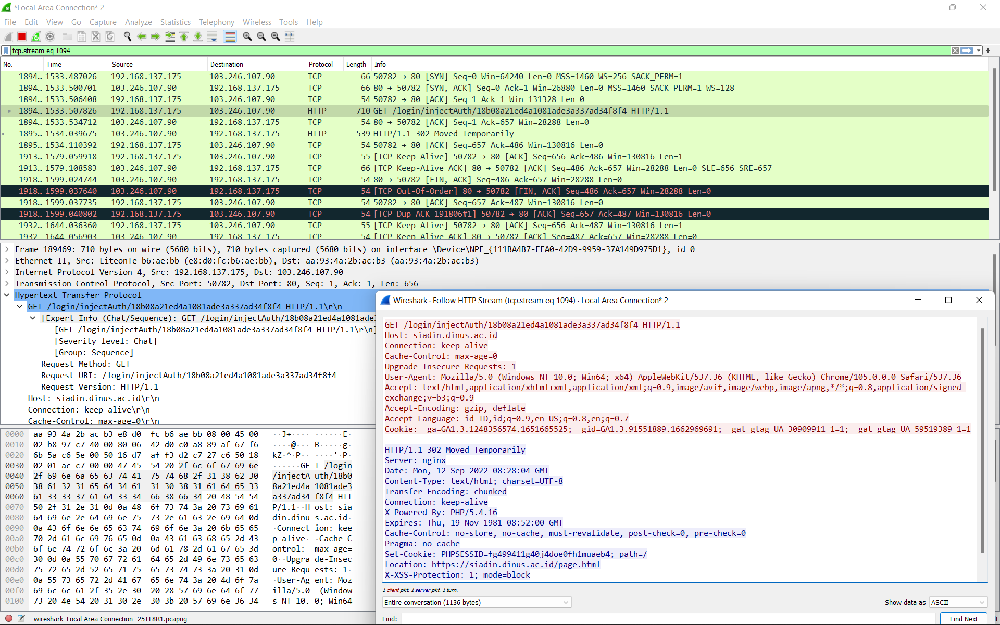 *Local Area Connection* 2
File Edit View Go Capture Analyze Statistics Telephony Wireless Tools Help
tcp.stream eq 1094
No. Time Source Destination Protocol Length Info
1894… 1533.487026 192.168.137.175 103.246.107.90 TCP 66 50782 → 80 [SYN] Seq=0 Win=64240 Len=0 MSS=1460 WS=256 SACK_PERM=1
1894… 1533.500701 103.246.107.90 192.168.137.175 TCP 66 80 → 50782 [SYN, ACK] Seq=0 Ack=1 Win=26880 Len=0 MSS=1460 SACK_PERM=1 WS=128
1894… 1533.506408 192.168.137.175 103.246.107.90 TCP 54 50782 → 80 [ACK] Seq=1 Ack=1 Win=131328 Len=0
1894… 1533.507826 192.168.137.175 103.246.107.90 HTTP 710 GET /login/injectAuth/18b08a21ed4a1081ade3a337ad34f8f4 HTTP/1.1
1894… 1533.534712 103.246.107.90 192.168.137.175 TCP 54 80 → 50782 [ACK] Seq=1 Ack=657 Win=28288 Len=0
1895… 1534.039675 103.246.107.90 192.168.137.175 HTTP 539 HTTP/1.1 302 Moved Temporarily
1895… 1534.110392 192.168.137.175 103.246.107.90 TCP 54 50782 → 80 [ACK] Seq=657 Ack=486 Win=130816 Len=0
1913… 1579.059918 192.168.137.175 103.246.107.90 TCP 55 [TCP Keep-Alive] 50782 → 80 [ACK] Seq=656 Ack=486 Win=130816 Len=1
1913… 1579.108583 103.246.107.90 192.168.137.175 TCP 66 [TCP Keep-Alive ACK] 80 → 50782 [ACK] Seq=486 Ack=657 Win=28288 Len=0 SLE=656 SRE=657
1918… 1599.024744 103.246.107.90 192.168.137.175 TCP 54 80 → 50782 [FIN, ACK] Seq=486 Ack=657 Win=28288 Len=0
1918… 1599.037640 103.246.107.90 192.168.137.175 TCP 54 [TCP Out-Of-Order] 80 → 50782 [FIN, ACK] Seq=486 Ack=657 Win=28288 Len=0
1918… 1599.037735 192.168.137.175 103.246.107.90 TCP 54 50782 → 80 [ACK] Seq=657 Ack=487 Win=130816 Len=0
1918… 1599.040802 192.168.137.175 103.246.107.90 TCP 54 [TCP Dup ACK 191806#1] 50782 → 80 [ACK] Seq=657 Ack=487 Win=130816 Len=0
1932… 1644.036360 192.168.137.175 103.246.107.90 TCP 55 [TCP Keep-Alive] 50782 → 80 [ACK] Seq=656 Ack=487 Win=130816 Len=1
1932… 1644.056903 103.246.107.90 192.168.137.175 TCP 54 [TCP Keep-Alive ACK] 80 → 50782 [ACK] Seq=487 Ack=657 Win=28288 Len=0
Frame 189469: 710 bytes on wire (5680 bits), 710 bytes captured (5680 bits) on interface \Device\NPF_{111BA4B7-EEA0-42D9-9959-37A149D975D1}, id 0
Ethernet II, Src: LiteonTe_b6:ae:bb (e8:d0:fc:b6:ae:bb), Dst: aa:93:4a:2b:ac:b3 (aa:93:4a:2b:ac:b3)
Internet Protocol Version 4, Src: 192.168.137.175, Dst: 103.246.107.90
Transmission Control Protocol, Src Port: 50782, Dst Port: 80, Seq: 1, Ack: 1, Len: 656
Hypertext Transfer Protocol
GET /login/injectAuth/18b08a21ed4a1081ade3a337ad34f8f4 HTTP/1.1\r\n
[Expert Info (Chat/Sequence): GET /login/injectAuth/18b08a21ed4a1081ade
[GET /login/injectAuth/18b08a21ed4a1081ade3a337ad34f8f4 HTTP/1.1\r\n]
[Severity level: Chat]
[Group: Sequence]
Request Method: GET
Request URI: /login/injectAuth/18b08a21ed4a1081ade3a337ad34f8f4
Request Version: HTTP/1.1
Host: siadin.dinus.ac.id\r\n
Connection: keep-alive\r\n
Cache-Control: max-age=0\r\n
0000 aa 93 4a 2b ac b3 e8 d0 fc b6 ae bb 08 00 45 00 ··J+···· ······E·
0010 02 b8 97 c7 40 00 80 06 42 d0 c0 a8 89 af 67 f6 ····@··· B·····g·
0020 6b 5a c6 5e 00 50 16 d7 af f3 d2 c7 27 c6 50 18 kZ·^·P·· ····'·P·
0030 02 01 ac c7 00 00 47 45 54 20 2f 6c 6f 67 69 6e ······GE T /login
0040 2f 69 6e 6a 65 63 74 41 75 74 68 2f 31 38 62 30 /injectA uth/18b0
0050 38 61 32 31 65 64 34 61 31 30 38 31 61 64 65 33 8a21ed4a 1081ade3
0060 61 33 33 37 61 64 33 34 66 38 66 34 20 48 54 54 a337ad34 f8f4 HTT
0070 50 2f 31 2e 31 0d 0a 48 6f 73 74 3a 20 73 69 61 P/1.1··H ost: sia
0080 64 69 6e 2e 64 69 6e 75 73 2e 61 63 2e 69 64 0d din.dinu s.ac.id·
0090 0a 43 6f 6e 6e 65 63 74 69 6f 6e 3a 20 6b 65 65 ·Connect ion: kee
00a0 70 2d 61 6c 69 76 65 0d 0a 43 61 63 68 65 2d 43 p-alive· ·Cache-C
00b0 6f 6e 74 72 6f 6c 3a 20 6d 61 78 2d 61 67 65 3d ontrol: max-age=
00c0 30 0d 0a 55 70 67 72 61 64 65 2d 49 6e 73 65 63 0··Upgra de-Insec
00d0 75 72 65 2d 52 65 71 75 65 73 74 73 3a 20 31 0d ure-Requ ests: 1·
00e0 0a 55 73 65 72 2d 41 67 65 6e 74 3a 20 4d 6f 7a ·User-Ag ent: Moz
00f0 69 6c 6c 61 2f 35 2e 30 20 28 57 69 6e 64 6f 77 illa/5.0 (Window
0100 73 20 4e 54 20 31 30 2e 30 3b 20 57 69 6e 36 34 s NT 10. 0; Win64
wireshark_Local Area Connection- 25TL8R1.pcapng
Wireshark · Follow HTTP Stream (tcp.stream eq 1094) · Local Area Connection* 2
GET /login/injectAuth/18b08a21ed4a1081ade3a337ad34f8f4 HTTP/1.1
Host: siadin.dinus.ac.id
Connection: keep-alive
Cache-Control: max-age=0
Upgrade-Insecure-Requests: 1
User-Agent: Mozilla/5.0 (Windows NT 10.0; Win64; x64) AppleWebKit/537.36 (KHTML, like Gecko) Chrome/105.0.0.0 Safari/537.36
Accept: text/html,application/xhtml+xml,application/xml;q=0.9,image/avif,image/webp,image/apng,*/*;q=0.8,application/signed-
exchange;v=b3;q=0.9
Accept-Encoding: gzip, deflate
Accept-Language: id-ID,id;q=0.9,en-US;q=0.8,en;q=0.7
Cookie: _ga=GA1.3.1248356574.1651665525; _gid=GA1.3.91551889.1662969691; _gat_gtag_UA_30909911_1=1; _gat_gtag_UA_59519389_1=1
HTTP/1.1 302 Moved Temporarily
Server: nginx
Date: Mon, 12 Sep 2022 08:28:04 GMT
Content-Type: text/html; charset=UTF-8
Transfer-Encoding: chunked
Connection: keep-alive
X-Powered-By: PHP/5.4.16
Expires: Thu, 19 Nov 1981 08:52:00 GMT
Cache-Control: no-store, no-cache, must-revalidate, post-check=0, pre-check=0
Pragma: no-cache
Set-Cookie: PHPSESSID=fg499411g40j4doe0fh1muaeb4; path=/
Location: https://siadin.dinus.ac.id/page.html
X-XSS-Protection: 1; mode=block
1 client pkt, 1 server pkt, 1 turn.
Entire conversation (1136 bytes)
Show data as ASCII
Find:
Find Next
lt